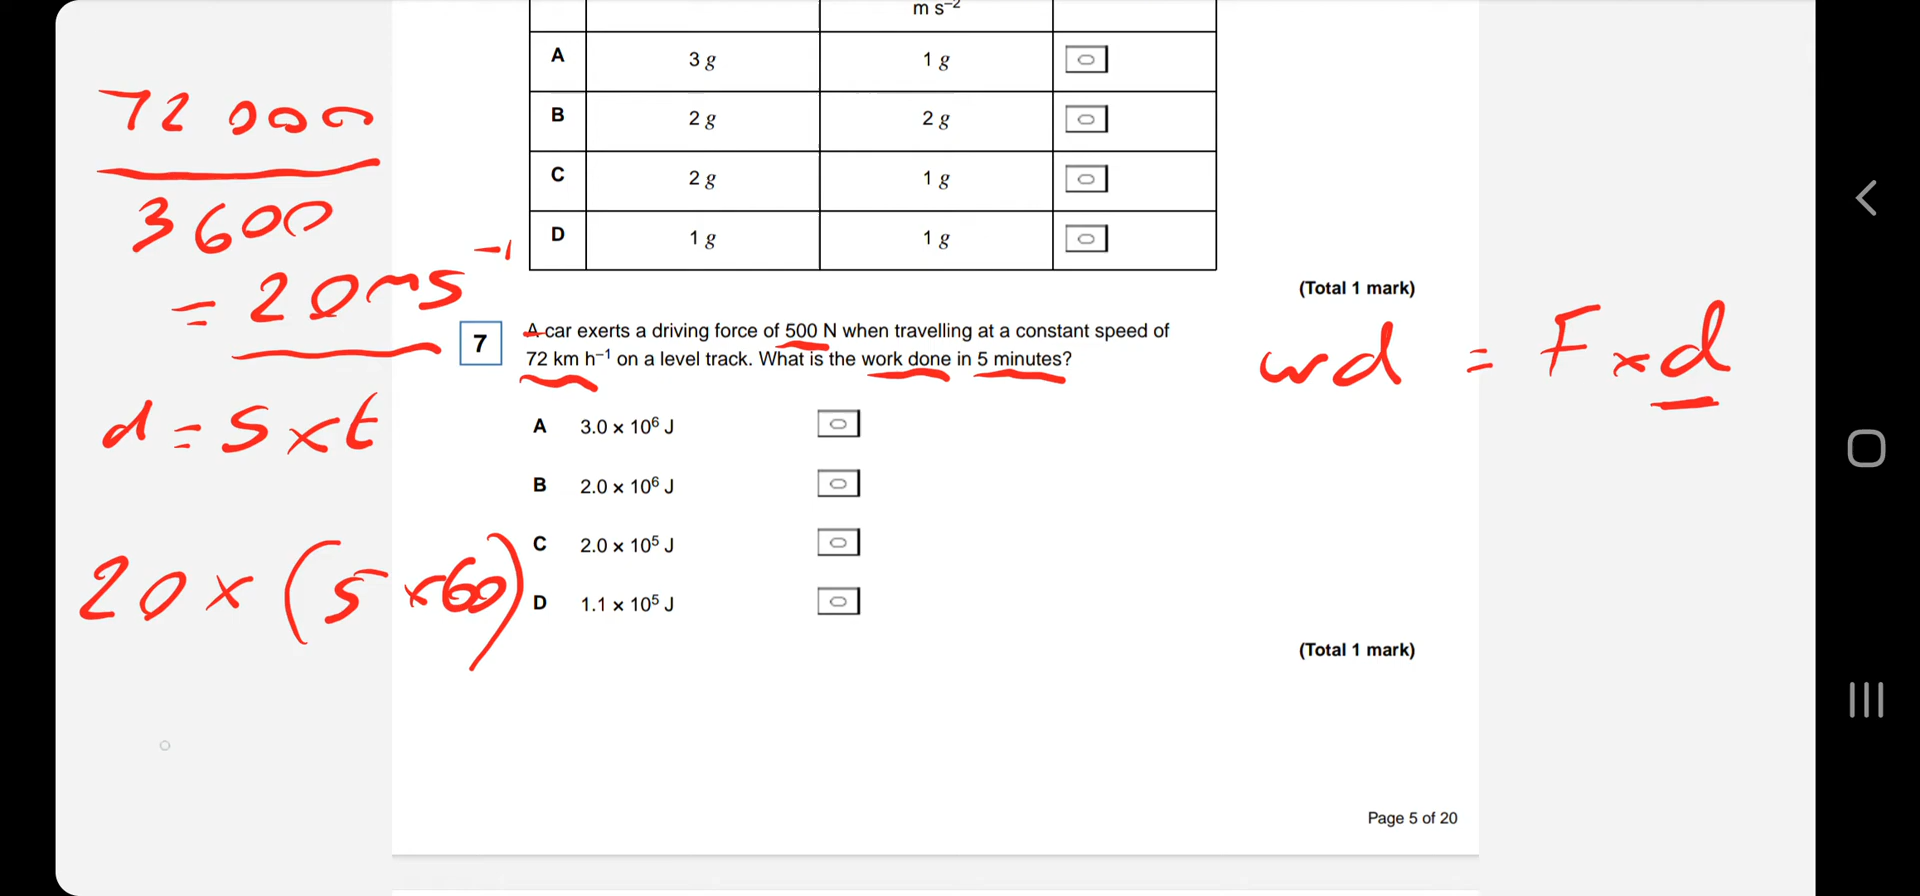 m s⁻²
A 3 g 1 g
B 2 g 2 g
C 2 g 1 g
D 1 g 1 g
(Total 1 mark)
72 000
3600
= 20 ms⁻¹
d = s × t
20 × (5 × 60)
7 A car exerts a driving force of 500 N when travelling at a constant speed of
72 km h⁻¹ on a level track. What is the work done in 5 minutes?
wd = F × d
A 3.0 × 10⁶ J
B 2.0 × 10⁶ J
C 2.0 × 10⁵ J
D 1.1 × 10⁵ J
(Total 1 mark)
Page 5 of 20